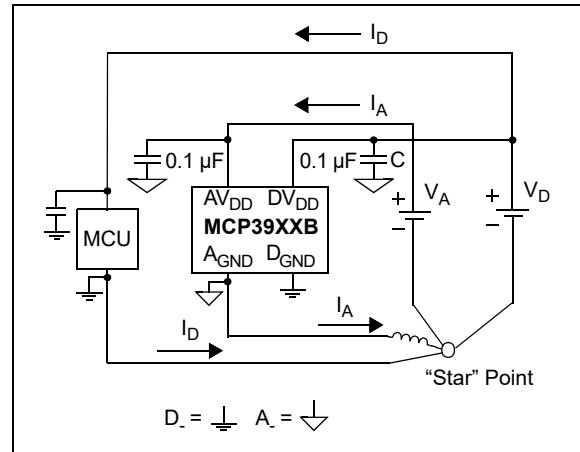 I_D
I_A
0.1 µF
0.1 µF
C
AV_DD DV_DD
MCP39XXB
A_GND D_GND
MCU
+
–
V_A
+
–
V_D
I_D
I_A
“Star” Point
D_- =
A_- =